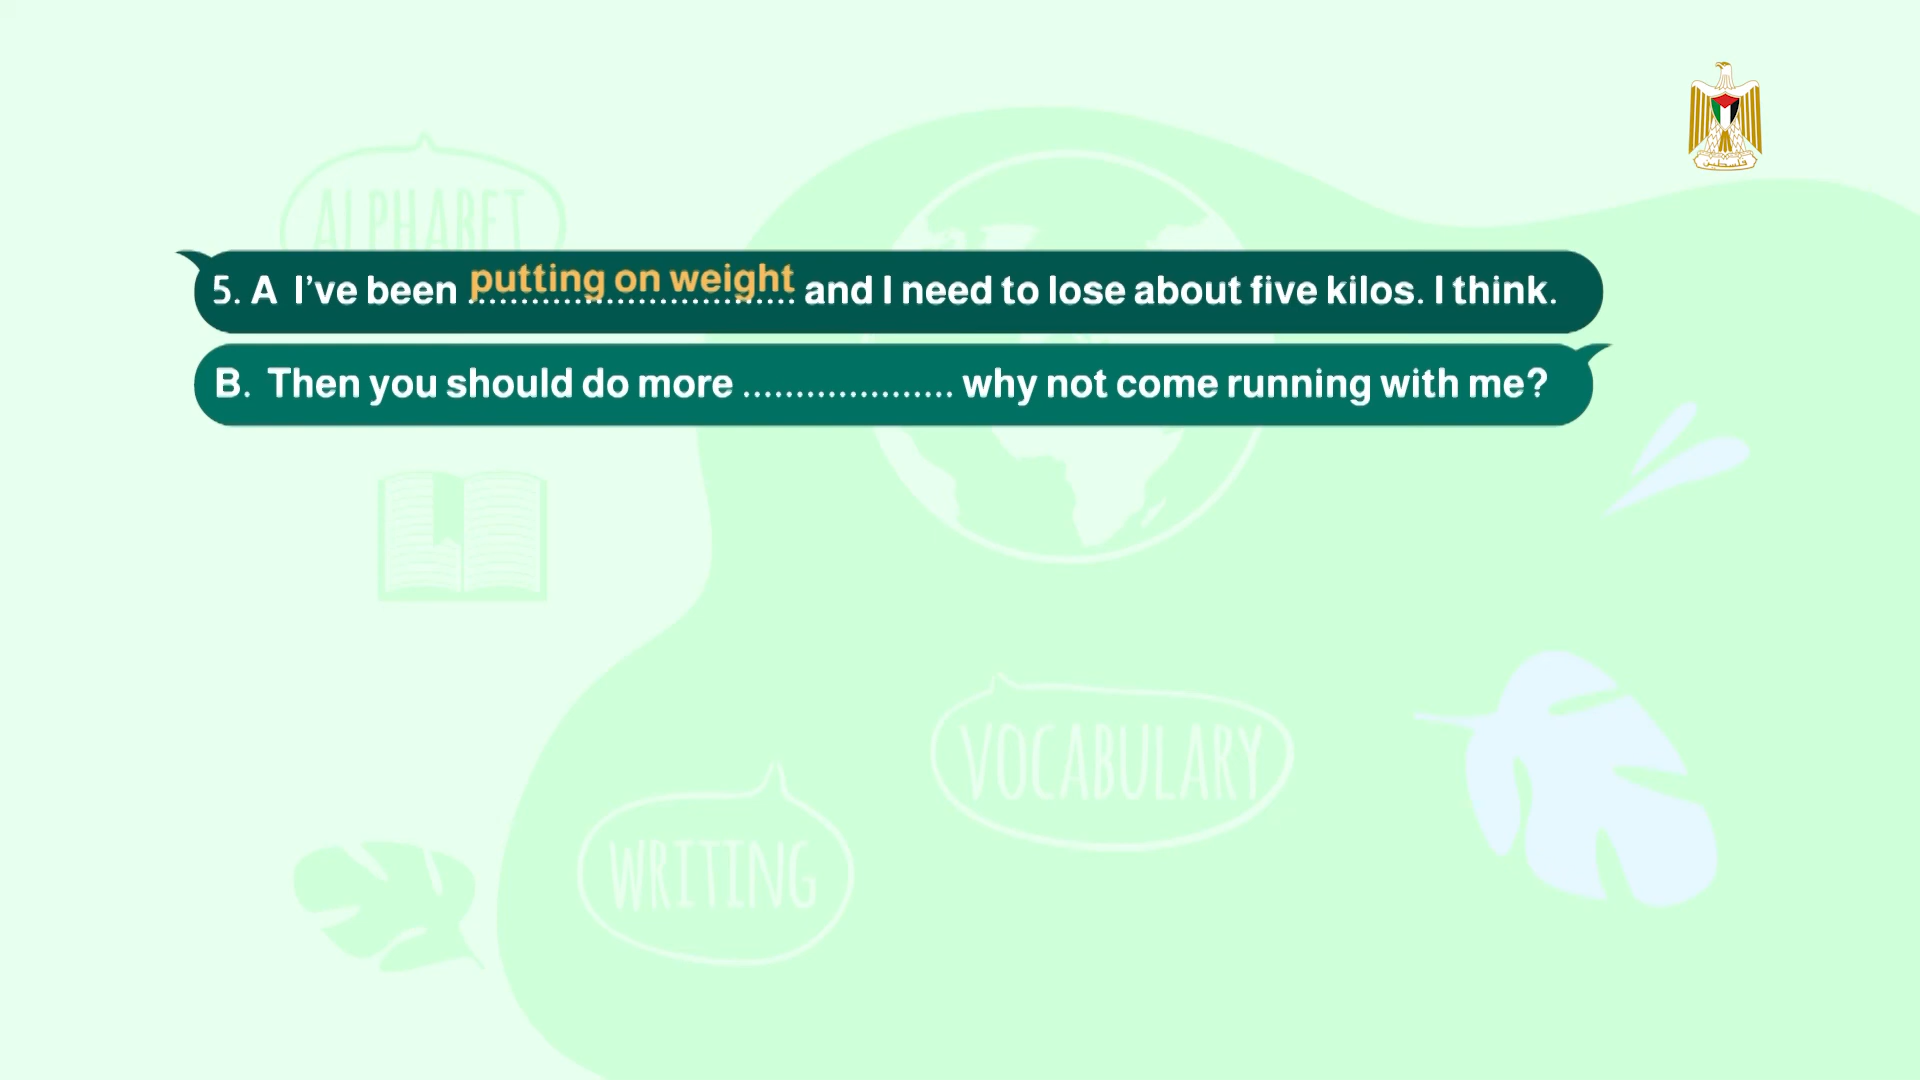 ALPHABET
5. A I've been putting on weight and I need to lose about five kilos. I think.
B. Then you should do more .................... why not come running with me?
VOCABULARY
WRITING
فلسطين